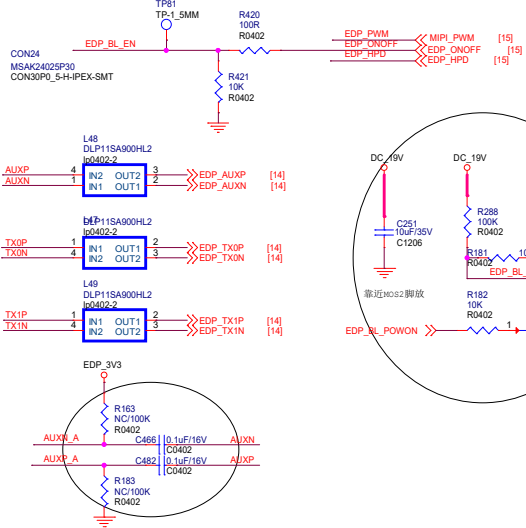 TP81
TP-1_5MM
R420
100R
R0402
EDP_BL_EN
CON24
MSAK24025P30
CON30P0_5-H-IPEX-SMT
R421
10K
R0402
EDP_PWM MIPI_PWM [15]
EDP_ONOFF EDP_ONOFF [15]
EDP_HPD EDP_HPD [15]
L48
DLP11SA900HL2
lp0402-2
AUXP 4 IN2 OUT2 3 EDP_AUXP [14]
AUXN 1 IN1 OUT1 2 EDP_AUXN [14]
L47
DLP11SA900HL2
lp0402-2
TX0P 1 IN1 OUT1 2 EDP_TX0P [14]
TX0N 4 IN2 OUT2 3 EDP_TX0N [14]
L49
DLP11SA900HL2
lp0402-2
TX1P 1 IN1 OUT1 2 EDP_TX1P [14]
TX1N 4 IN2 OUT2 3 EDP_TX1N [14]
DC_19V DC_19V
C251
10uF/35V
C1206
R288
100K
R0402
R181 10
R0402
EDP_BL_
靠近MOS2脚放
R182
10K
R0402
EDP_BL_POWON 1
EDP_3V3
R163
NC/100K
R0402
AUXN_A C466 0.1uF/16V AUXN
C0402
AUXP_A C482 0.1uF/16V AUXP
C0402
R183
NC/100K
R0402